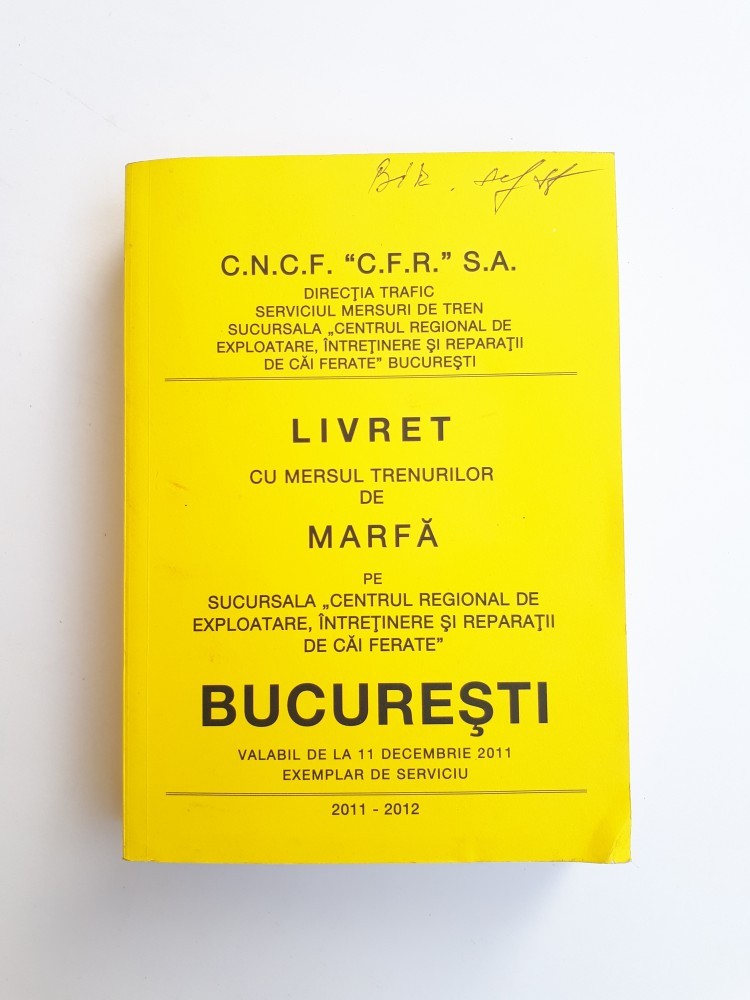 C.N.C.F. “C.F.R.” S.A.
DIRECŢIA TRAFIC
SERVICIUL MERSURI DE TREN
SUCURSALA „CENTRUL REGIONAL DE
EXPLOATARE, ÎNTREŢINERE ŞI REPARAŢII
DE CĂI FERATE” BUCUREŞTI
LIVRET
CU MERSUL TRENURILOR
DE
MARFĂ
PE
SUCURSALA „CENTRUL REGIONAL DE
EXPLOATARE, ÎNTREŢINERE ŞI REPARAŢII
DE CĂI FERATE”
BUCUREŞTI
VALABIL DE LA 11 DECEMBRIE 2011
EXEMPLAR DE SERVICIU
2011 - 2012